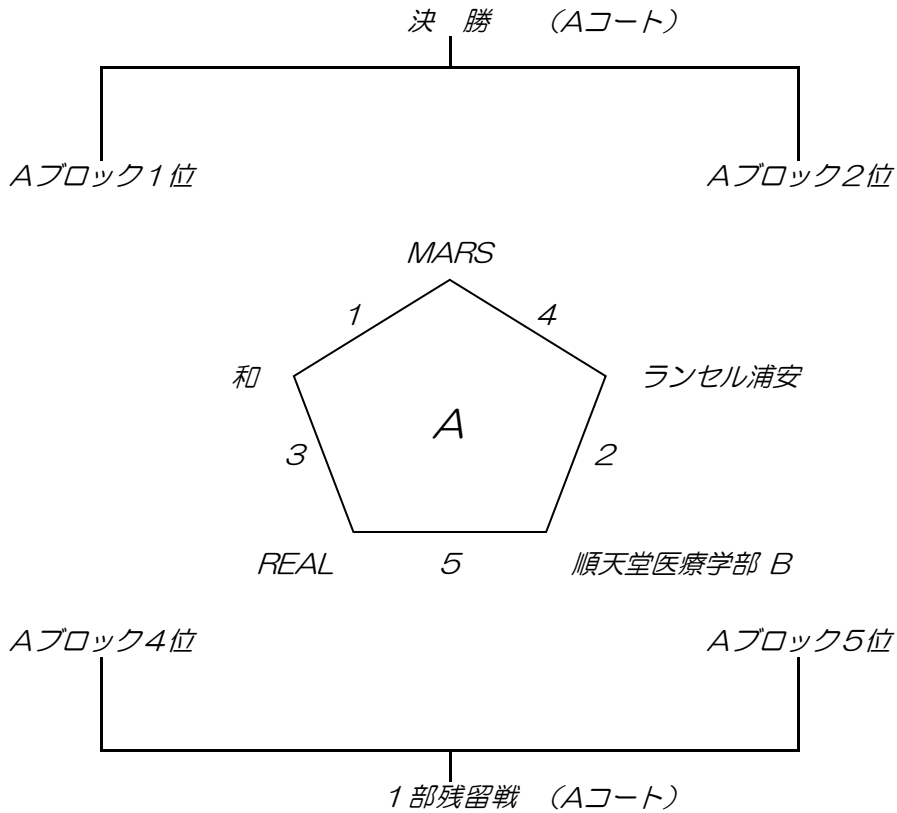 決　勝　（Aコート）
Aブロック１位　Aブロック２位
MARS
1　4
和　ランセル浦安
A
3　2
REAL　5　順天堂医療学部 B
Aブロック４位　Aブロック５位
１部残留戦　（Aコート）